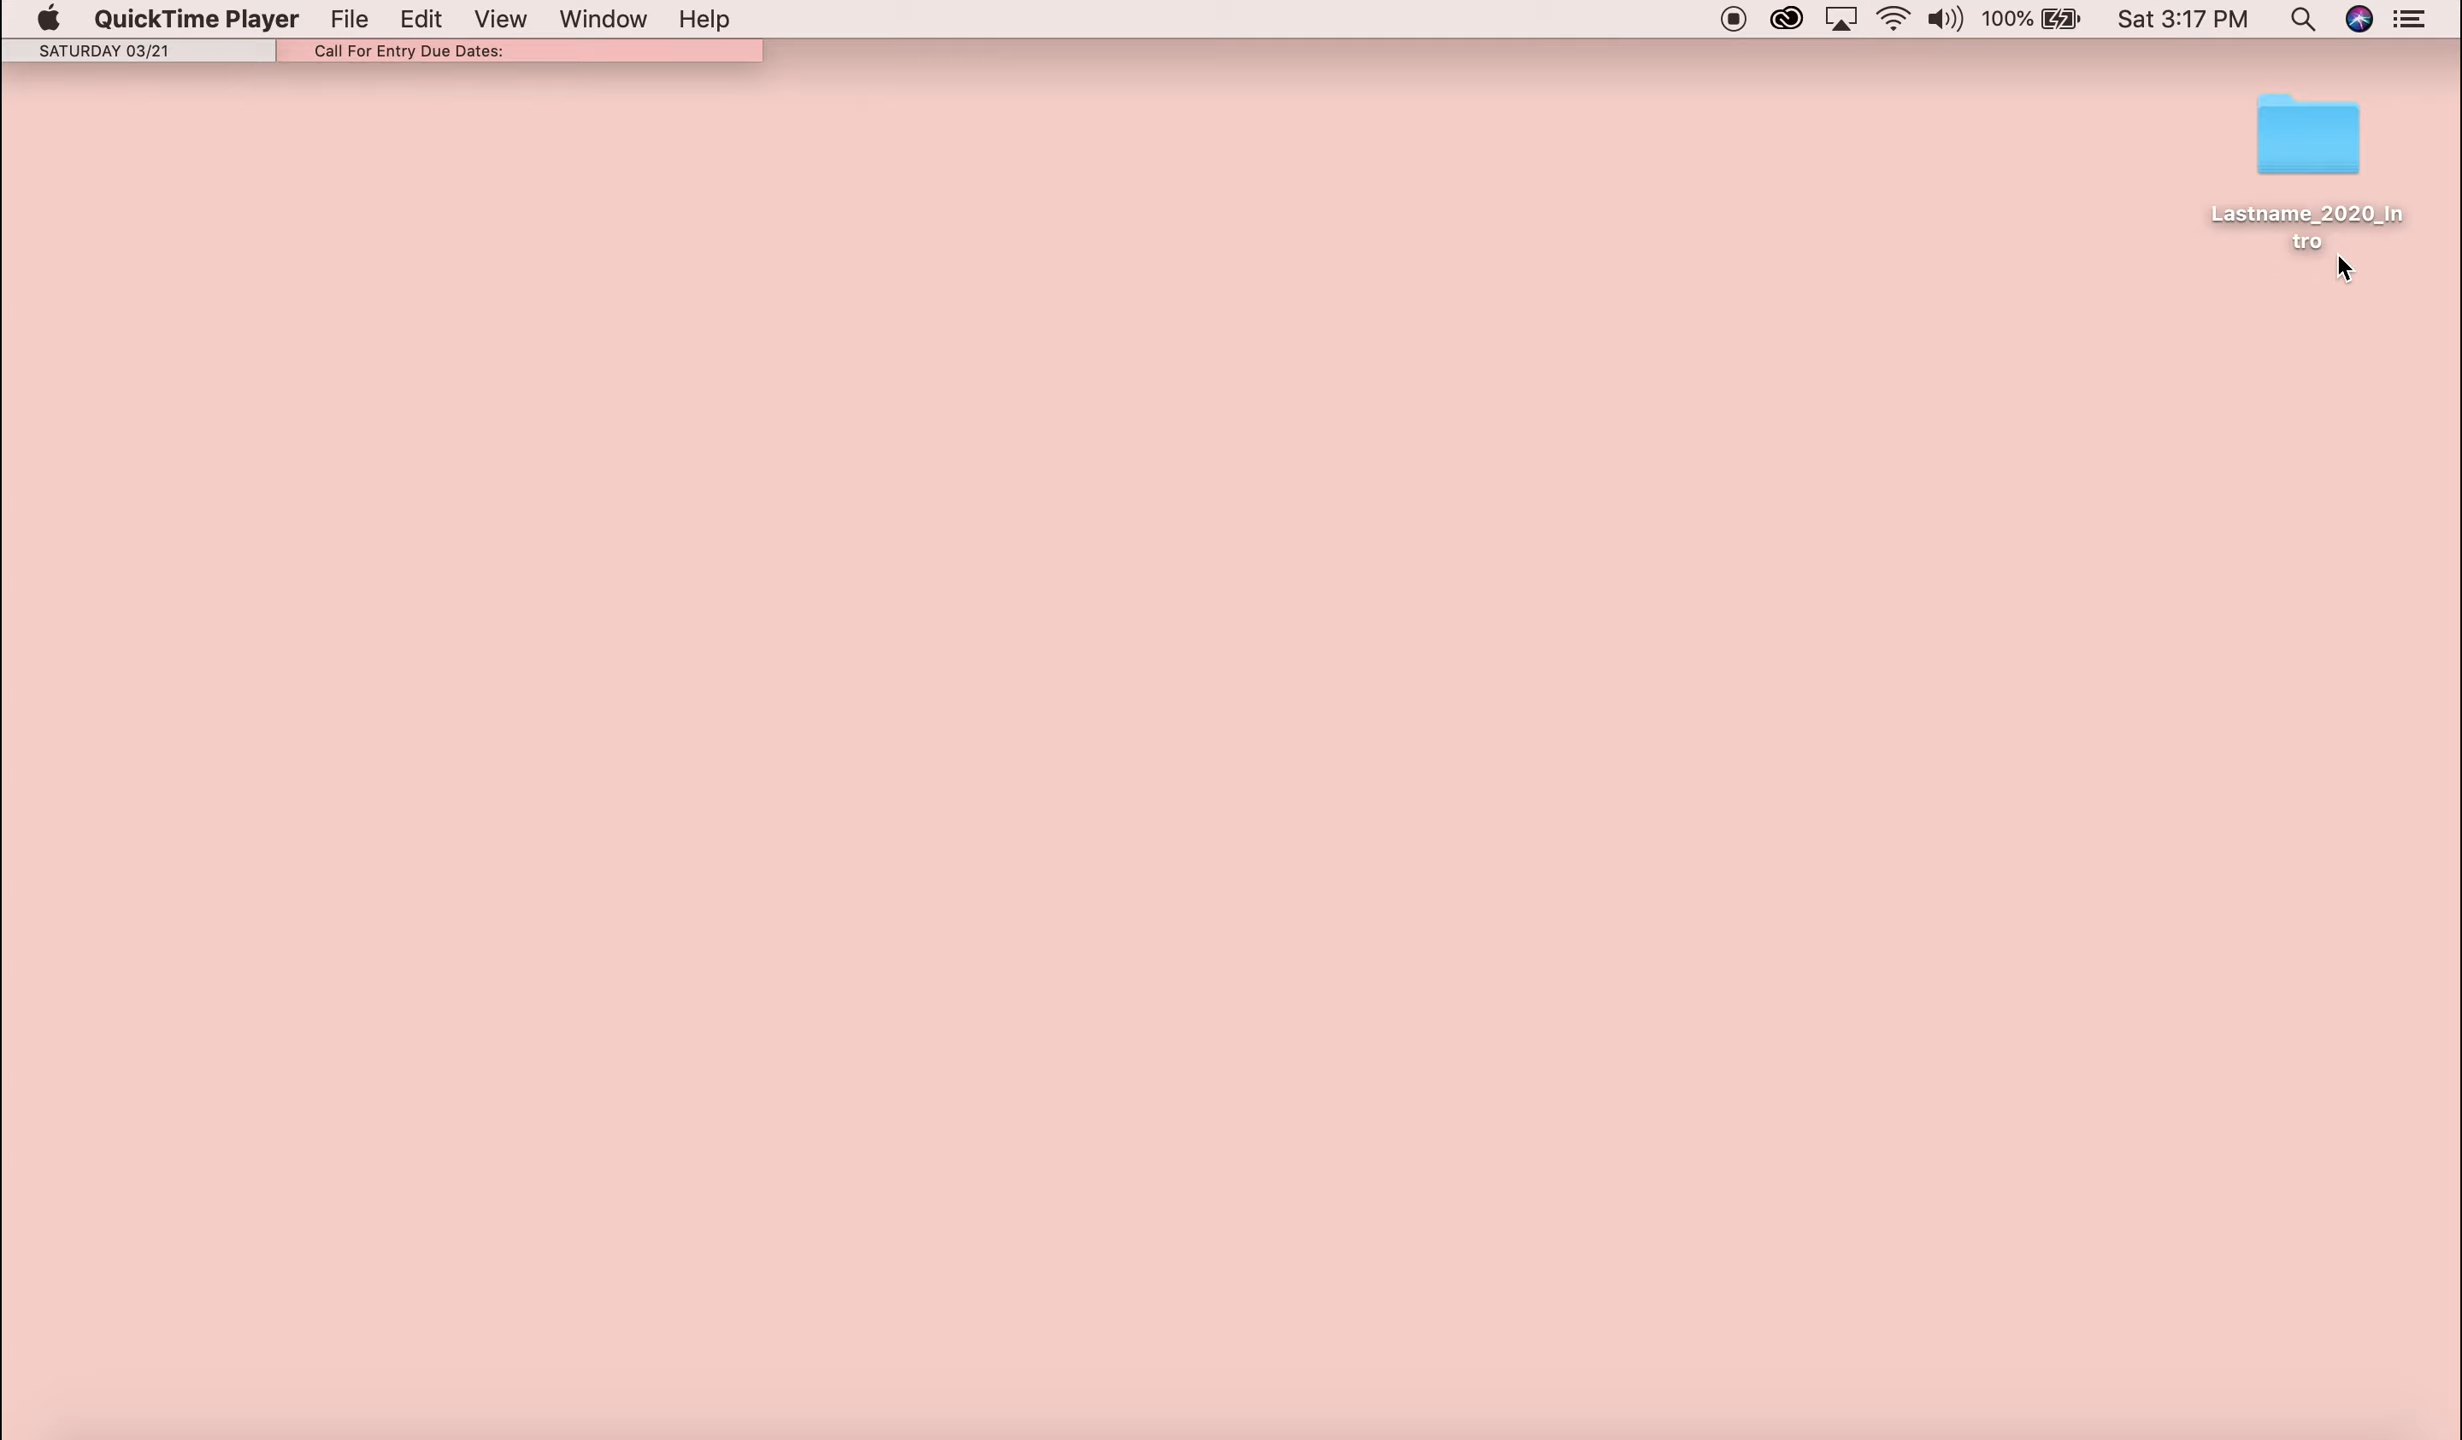 QuickTime Player File Edit View Window Help 100% Sat 3:17 PM
SATURDAY 03/21 Call For Entry Due Dates:
Lastname_2020_In
tro